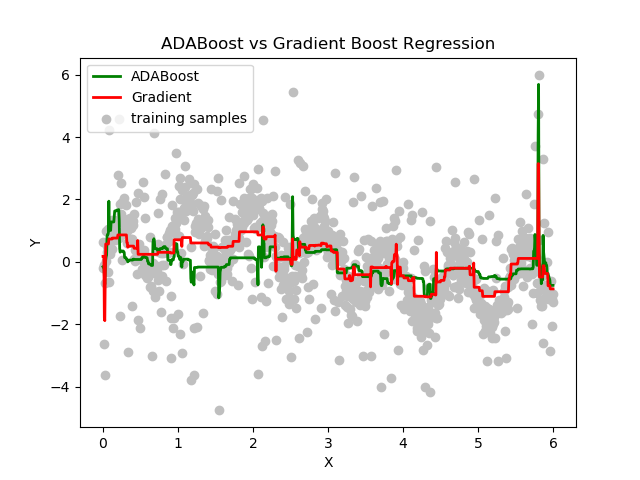 ADABoost vs Gradient Boost Regression
ADABoost
Gradient
training samples
Y
6
4
2
0
−2
−4
0 1 2 3 4 5 6
X